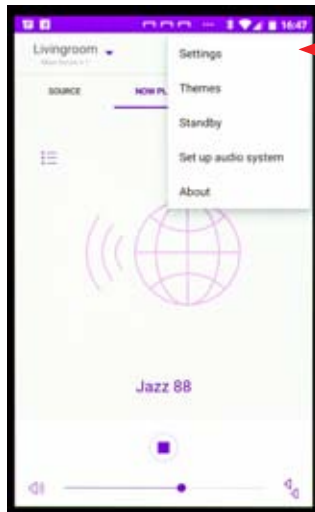 16:47
Livingroom
Settings
SOURCE
NOW PL
Themes
Standby
Set up audio system
About
Jazz 88